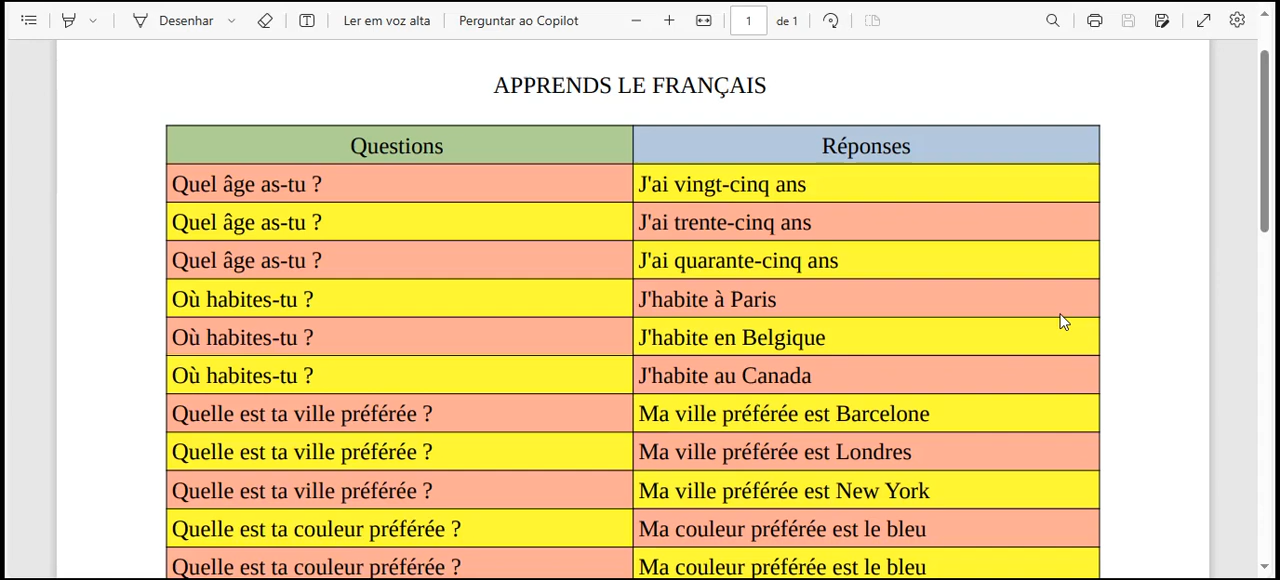 Desenhar Ler em voz alta Perguntar ao Copilot 1 de 1
APPRENDS LE FRANÇAIS
Questions Réponses
Quel âge as-tu ? J'ai vingt-cinq ans
Quel âge as-tu ? J'ai trente-cinq ans
Quel âge as-tu ? J'ai quarante-cinq ans
Où habites-tu ? J'habite à Paris
Où habites-tu ? J'habite en Belgique
Où habites-tu ? J'habite au Canada
Quelle est ta ville préférée ? Ma ville préférée est Barcelone
Quelle est ta ville préférée ? Ma ville préférée est Londres
Quelle est ta ville préférée ? Ma ville préférée est New York
Quelle est ta couleur préférée ? Ma couleur préférée est le bleu
Quelle est ta couleur préférée ? Ma couleur préférée est le bleu